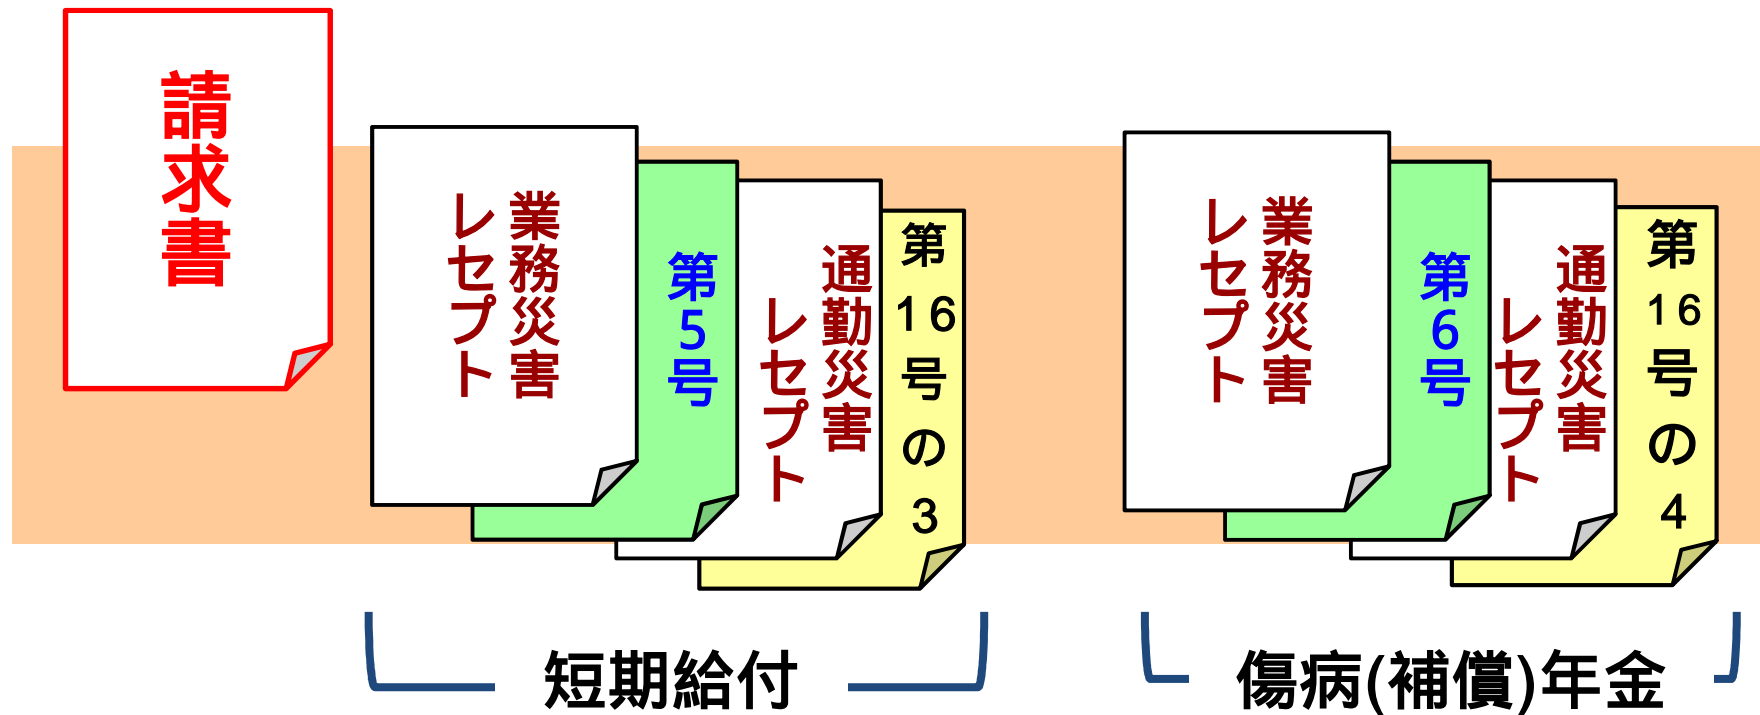 請求書
業務災害
レセプト
第5号
通勤災害
レセプト
第16号の3
業務災害
レセプト
第6号
通勤災害
レセプト
第16号の4
短期給付
傷病(補償)年金